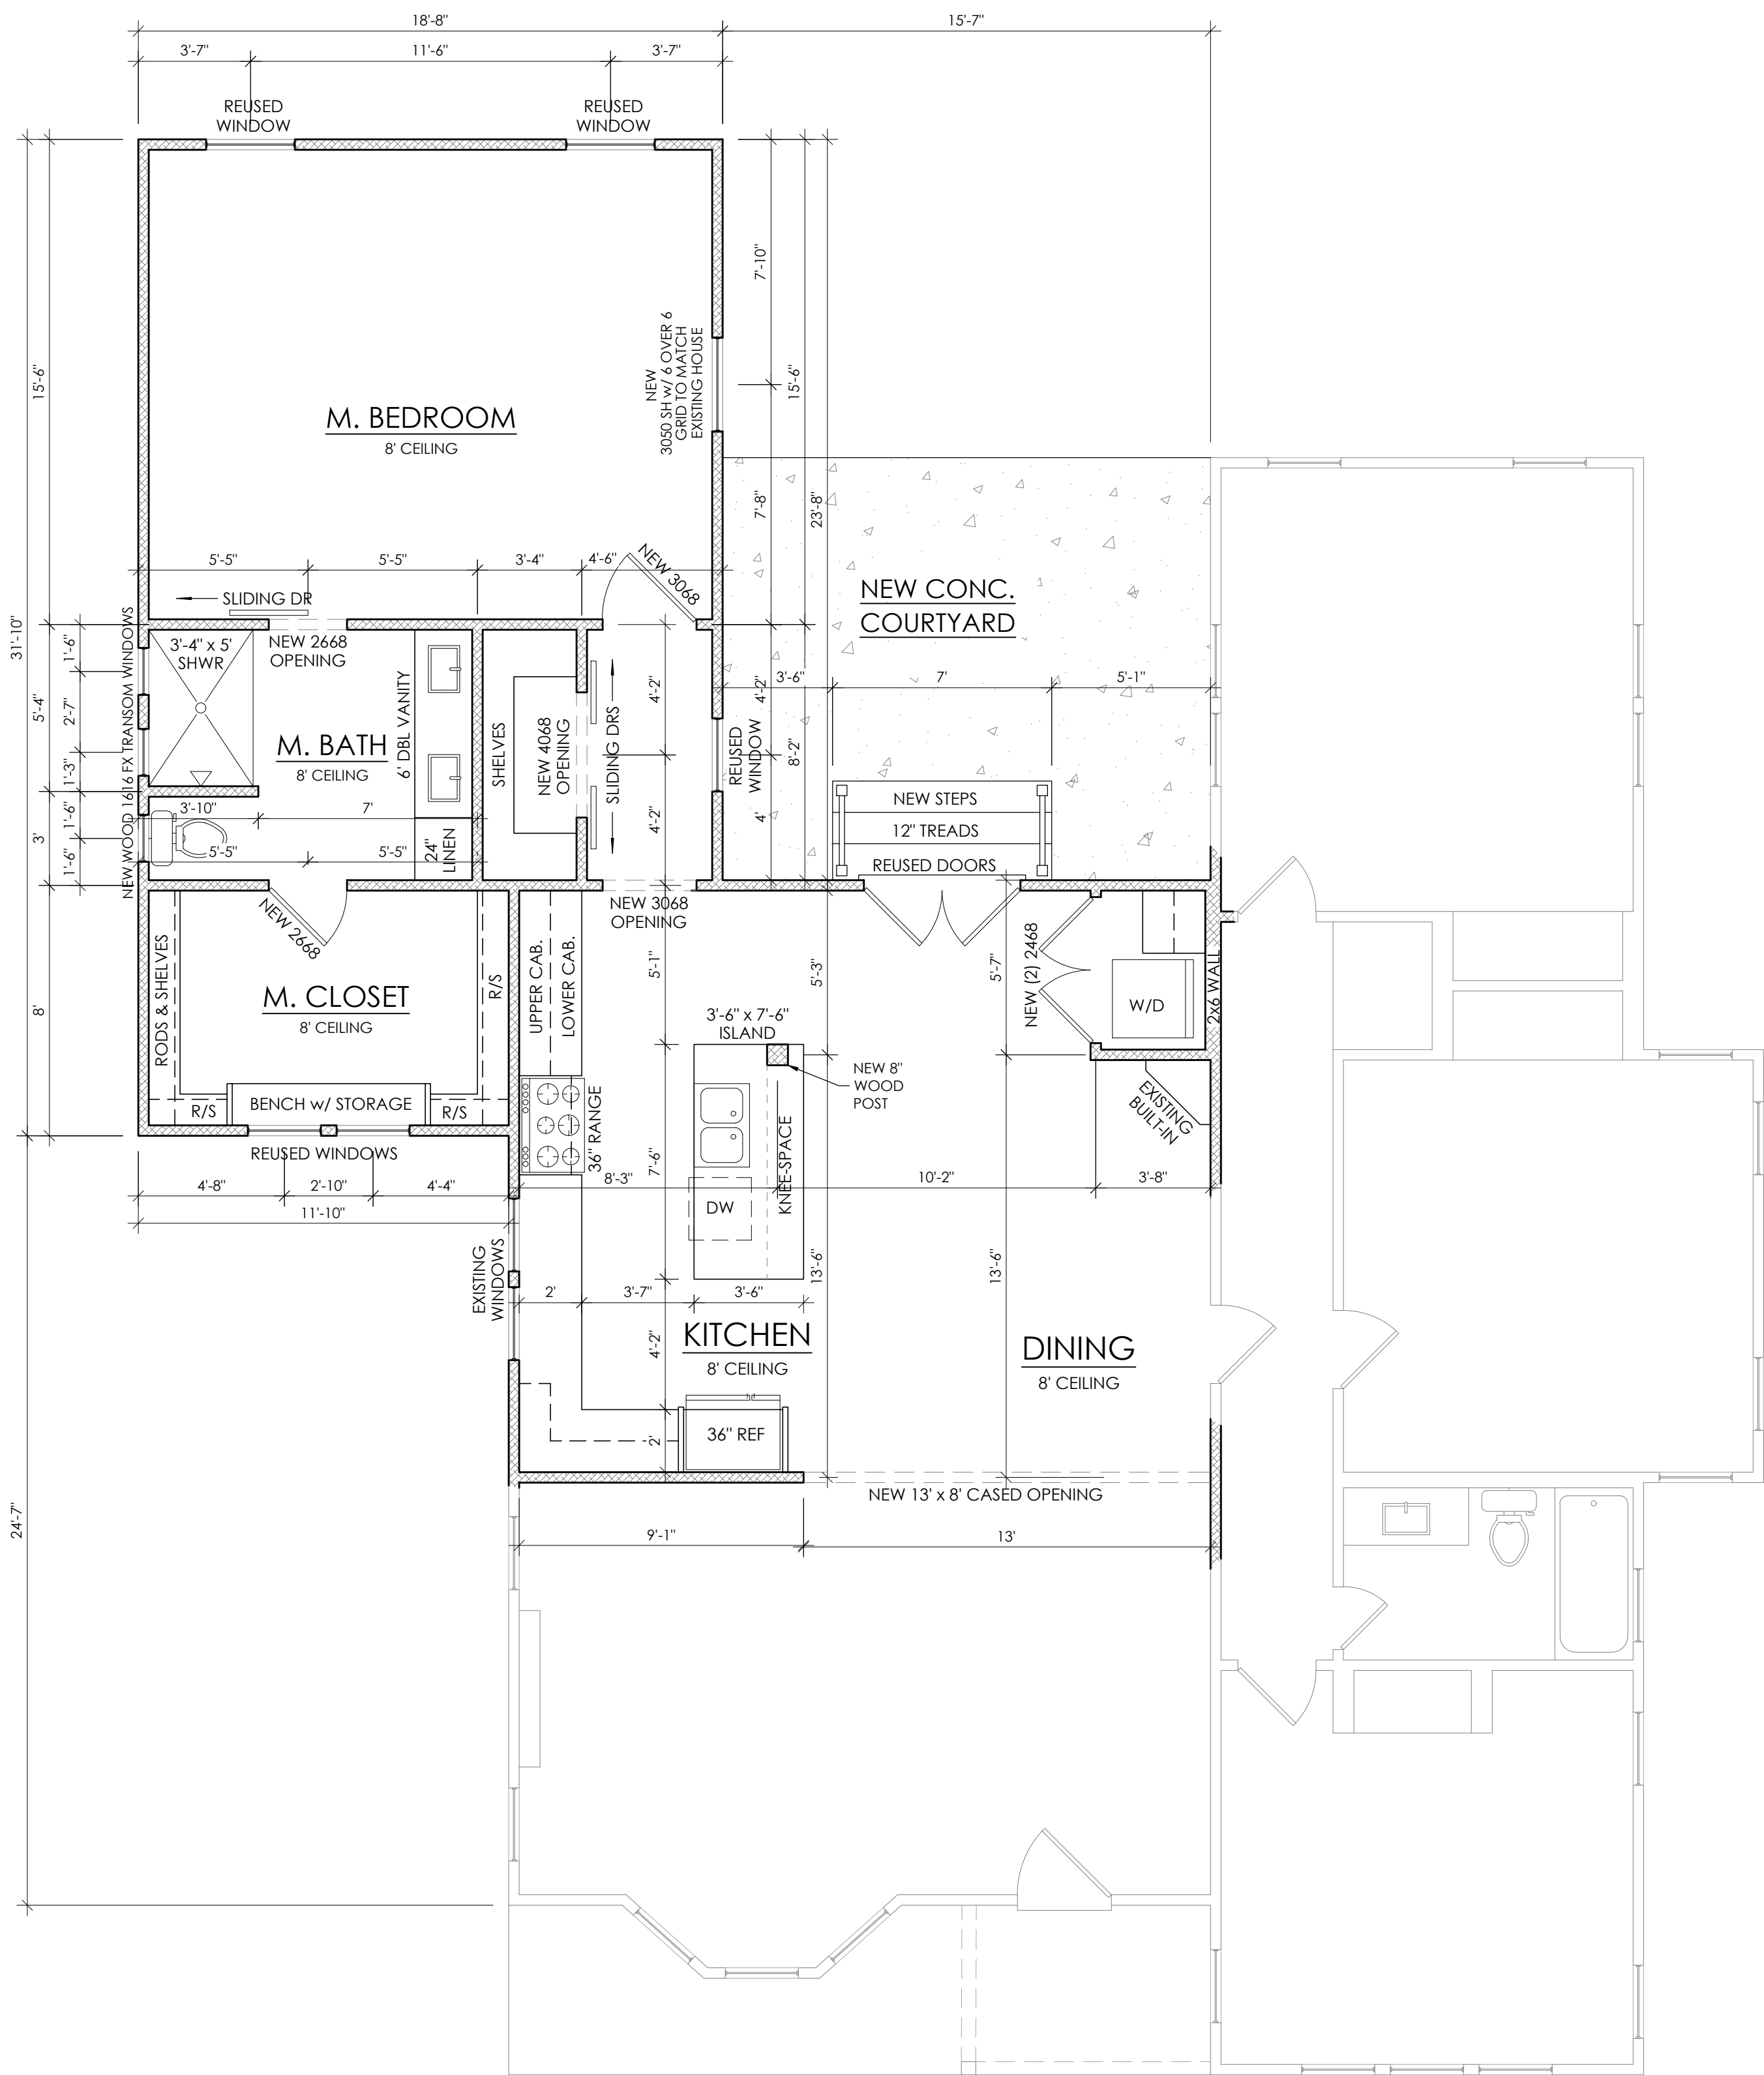 18'-8"
15'-7"
3'-7"
11'-6"
3'-7"
REUSED
WINDOW
REUSED
WINDOW
7'-10"
15'-6"
15'-6"
31'-10"
NEW
3050 SH w/ 6 OVER 6
GRID TO MATCH
EXISTING HOUSE
M. BEDROOM
8' CEILING
7'-8"
23'-8"
5'-5"
5'-5"
3'-4"
4'-6"
NEW 3068
SLIDING DR
NEW CONC.
COURTYARD
NEW WOOD 1616 FX TRANSOM WINDOWS
3'-4" x 5'
SHWR
NEW 2668
OPENING
1'-6"
5'-4"
2'-7"
1'-3"
3'
1'-6"
1'-6"
6' DBL VANITY
SHELVES
NEW 4068
OPENING
SLIDING DRS
4'-2"
4'-2"
4'-2"
4'
8'-2"
REUSED
WINDOW
3'-6"
7'
5'-1"
M. BATH
8' CEILING
NEW STEPS
12" TREADS
REUSED DOORS
3'-10"
7'
5'-5"
5'-5"
24"
LINEN
NEW 3068
OPENING
NEW 2668
RODS & SHELVES
R/S
M. CLOSET
8' CEILING
8'
UPPER CAB.
LOWER CAB.
5'-1"
5'-3"
5'-7"
NEW (2) 2468
W/D
2x6 WALL
3'-6" x 7'-6"
ISLAND
NEW 8"
WOOD
POST
R/S
BENCH w/ STORAGE
R/S
36" RANGE
KNEE-SPACE
EXISTING
BUILT-IN
REUSED WINDOWS
7'-6"
8'-3"
10'-2"
3'-8"
4'-8"
2'-10"
4'-4"
11'-10"
DW
EXISTING
WINDOWS
13'-6"
13'-6"
2'
3'-7"
3'-6"
4'-2"
KITCHEN
8' CEILING
DINING
8' CEILING
2'
36" REF
NEW 13' x 8' CASED OPENING
24'-7"
9'-1"
13'